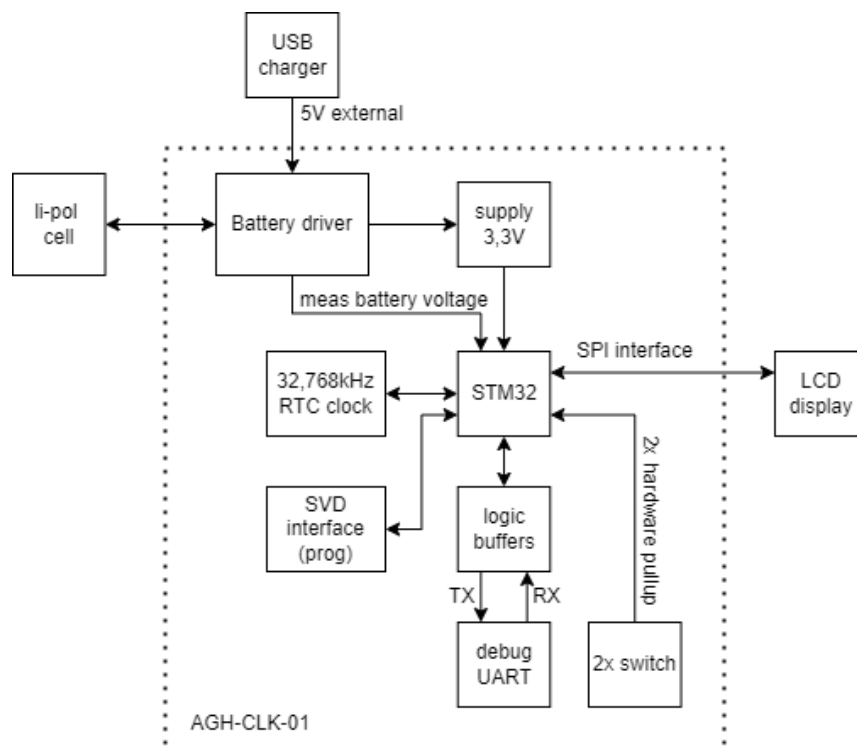 USB
charger
5V external
li-pol
cell
Battery driver
supply
3,3V
meas battery voltage
SPI interface
32,768kHz
RTC clock
STM32
LCD
display
2x hardware pullup
SVD
interface
(prog)
logic
buffers
TX
RX
debug
UART
2x switch
AGH-CLK-01